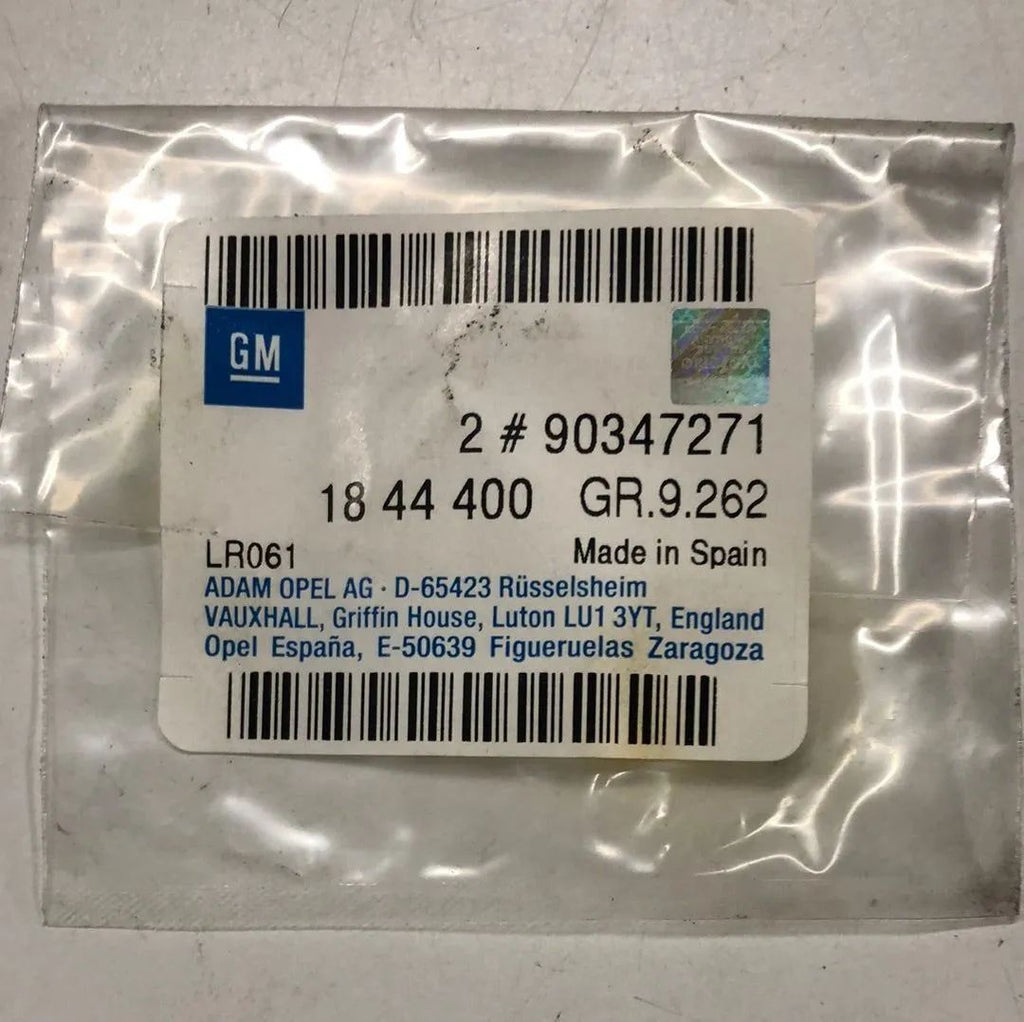 GM
2 # 90347271
18 44 400 GR.9.262
LR061 Made in Spain
ADAM OPEL AG · D-65423 Rüsselsheim
VAUXHALL, Griffin House, Luton LU1 3YT, England
Opel España, E-50639 Figueruelas Zaragoza